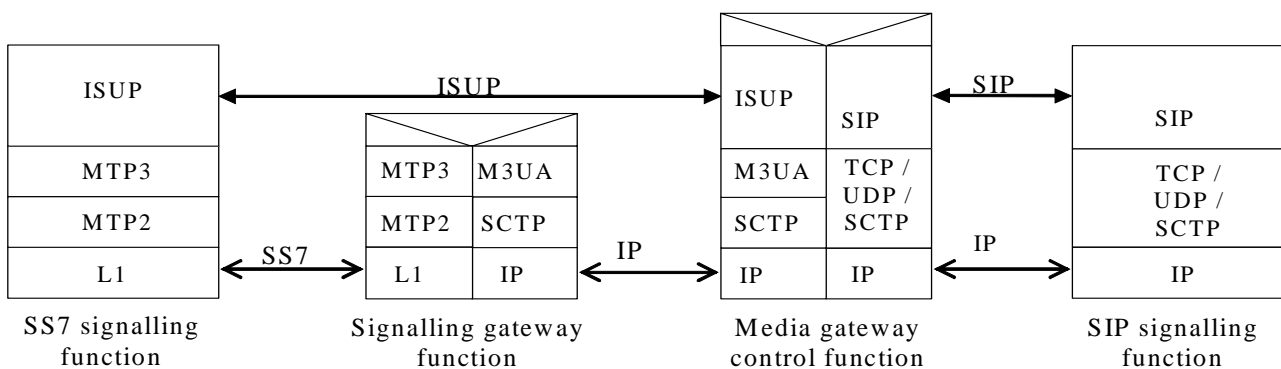 ISUP
MTP3
MTP2
L1
SS7 signalling
function
ISUP
SS7
MTP3
M3UA
MTP2
SCTP
L1
IP
Signalling gateway
function
IP
ISUP
SIP
M3UA
TCP /
UDP /
SCTP
SCTP
IP
IP
Media gateway
control function
SIP
IP
SIP
TCP /
UDP /
SCTP
IP
SIP signalling
function